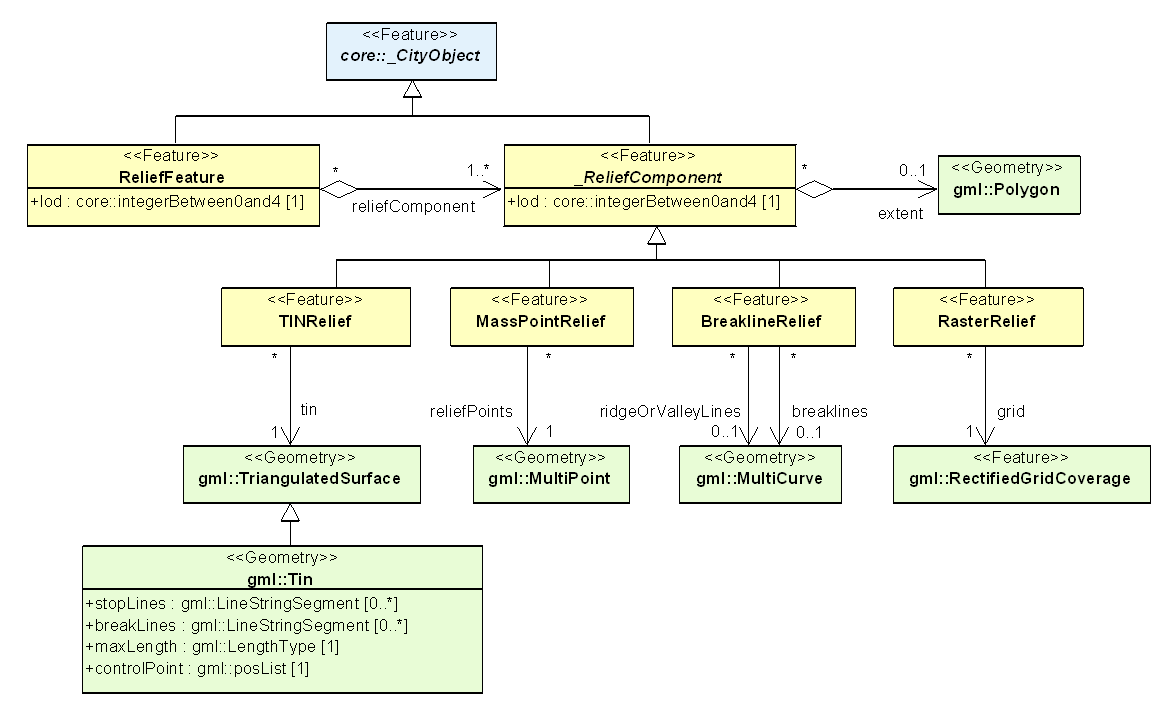 <<Feature>>
core::_CityObject
<<Feature>>
ReliefFeature
+lod : core::integerBetween0and4 [1]
*
1..*
reliefComponent
<<Feature>>
_ReliefComponent
+lod : core::integerBetween0and4 [1]
*
0..1
extent
<<Geometry>>
gml::Polygon
<<Feature>>
TINRelief
<<Feature>>
MassPointRelief
<<Feature>>
BreaklineRelief
<<Feature>>
RasterRelief
*
tin
1
*
reliefPoints
1
*
ridgeOrValleyLines
0..1
*
breaklines
0..1
*
grid
1
<<Geometry>>
gml::TriangulatedSurface
<<Geometry>>
gml::MultiPoint
<<Geometry>>
gml::MultiCurve
<<Feature>>
gml::RectifiedGridCoverage
<<Geometry>>
gml::Tin
+stopLines : gml::LineStringSegment [0..*]
+breakLines : gml::LineStringSegment [0..*]
+maxLength : gml::LengthType [1]
+controlPoint : gml::posList [1]